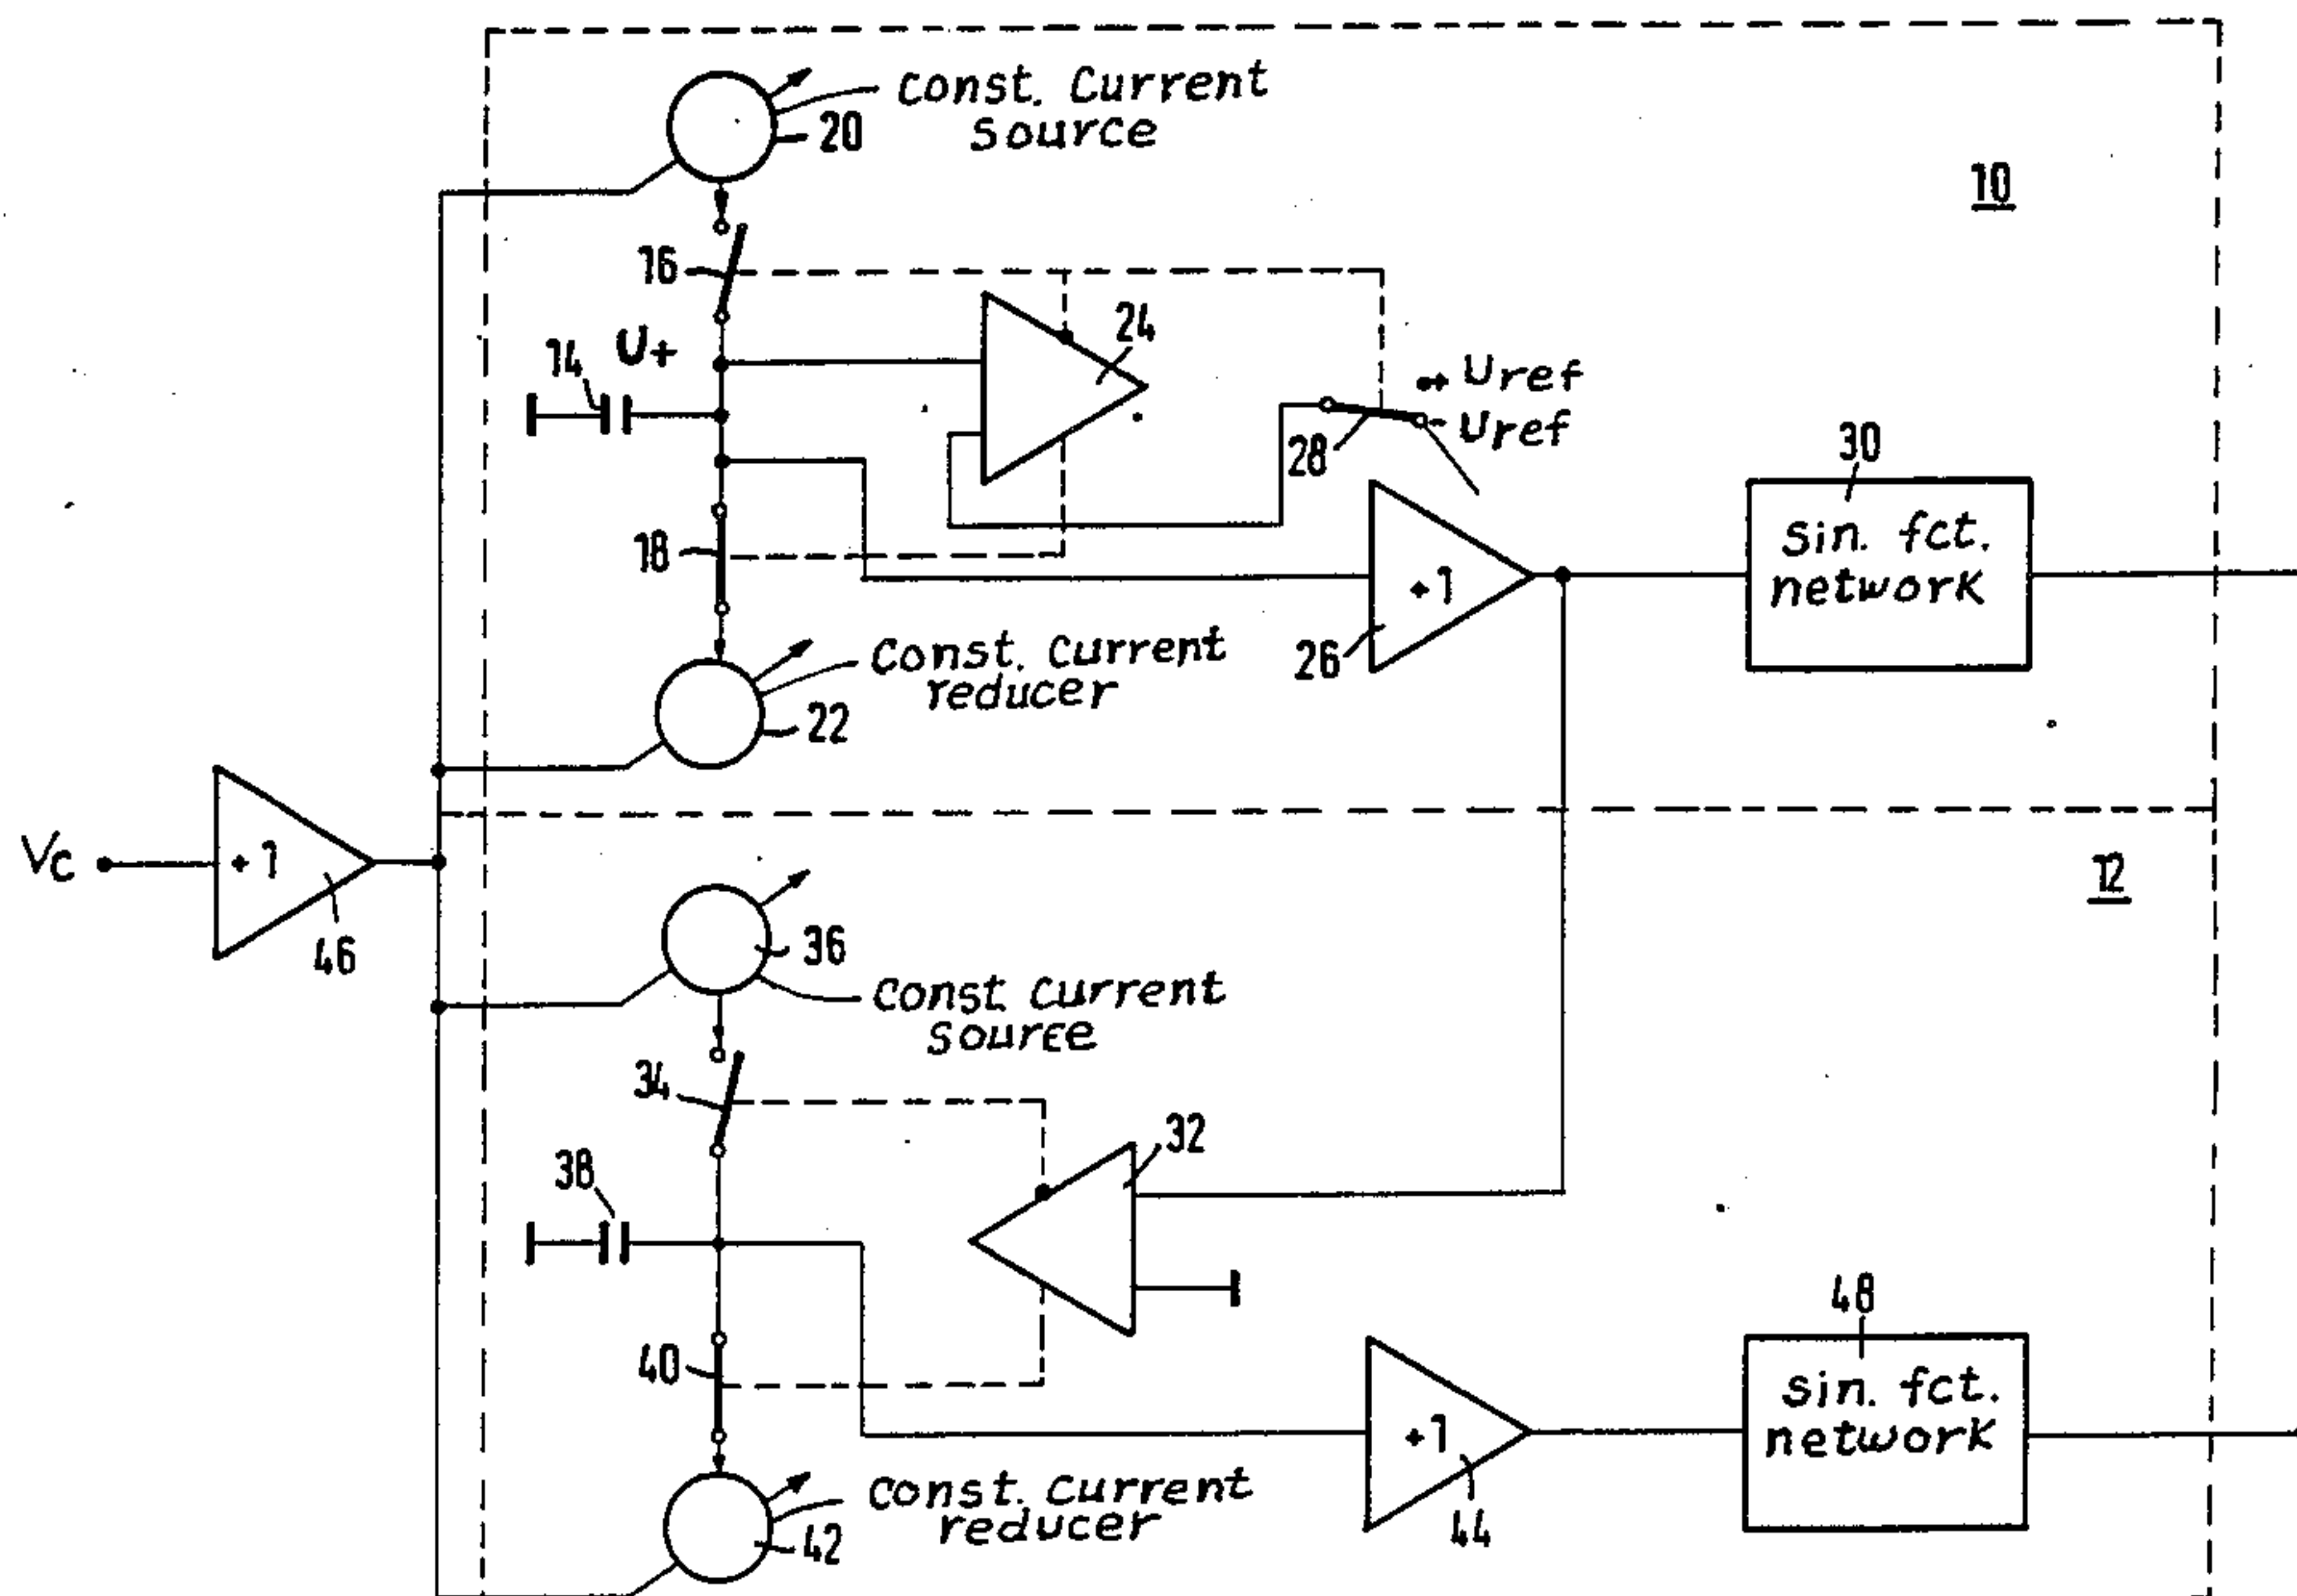 const. Current
source
20
10
16
24
U+
14
+ Uref
- Uref
28
30
sin. fct.
network
18
+1
26
const. Current
reducer
22
Vc
+1
46
12
36
const Current
source
34
32
38
48
40
sin. fct.
network
+1
44
const. Current
reducer
42